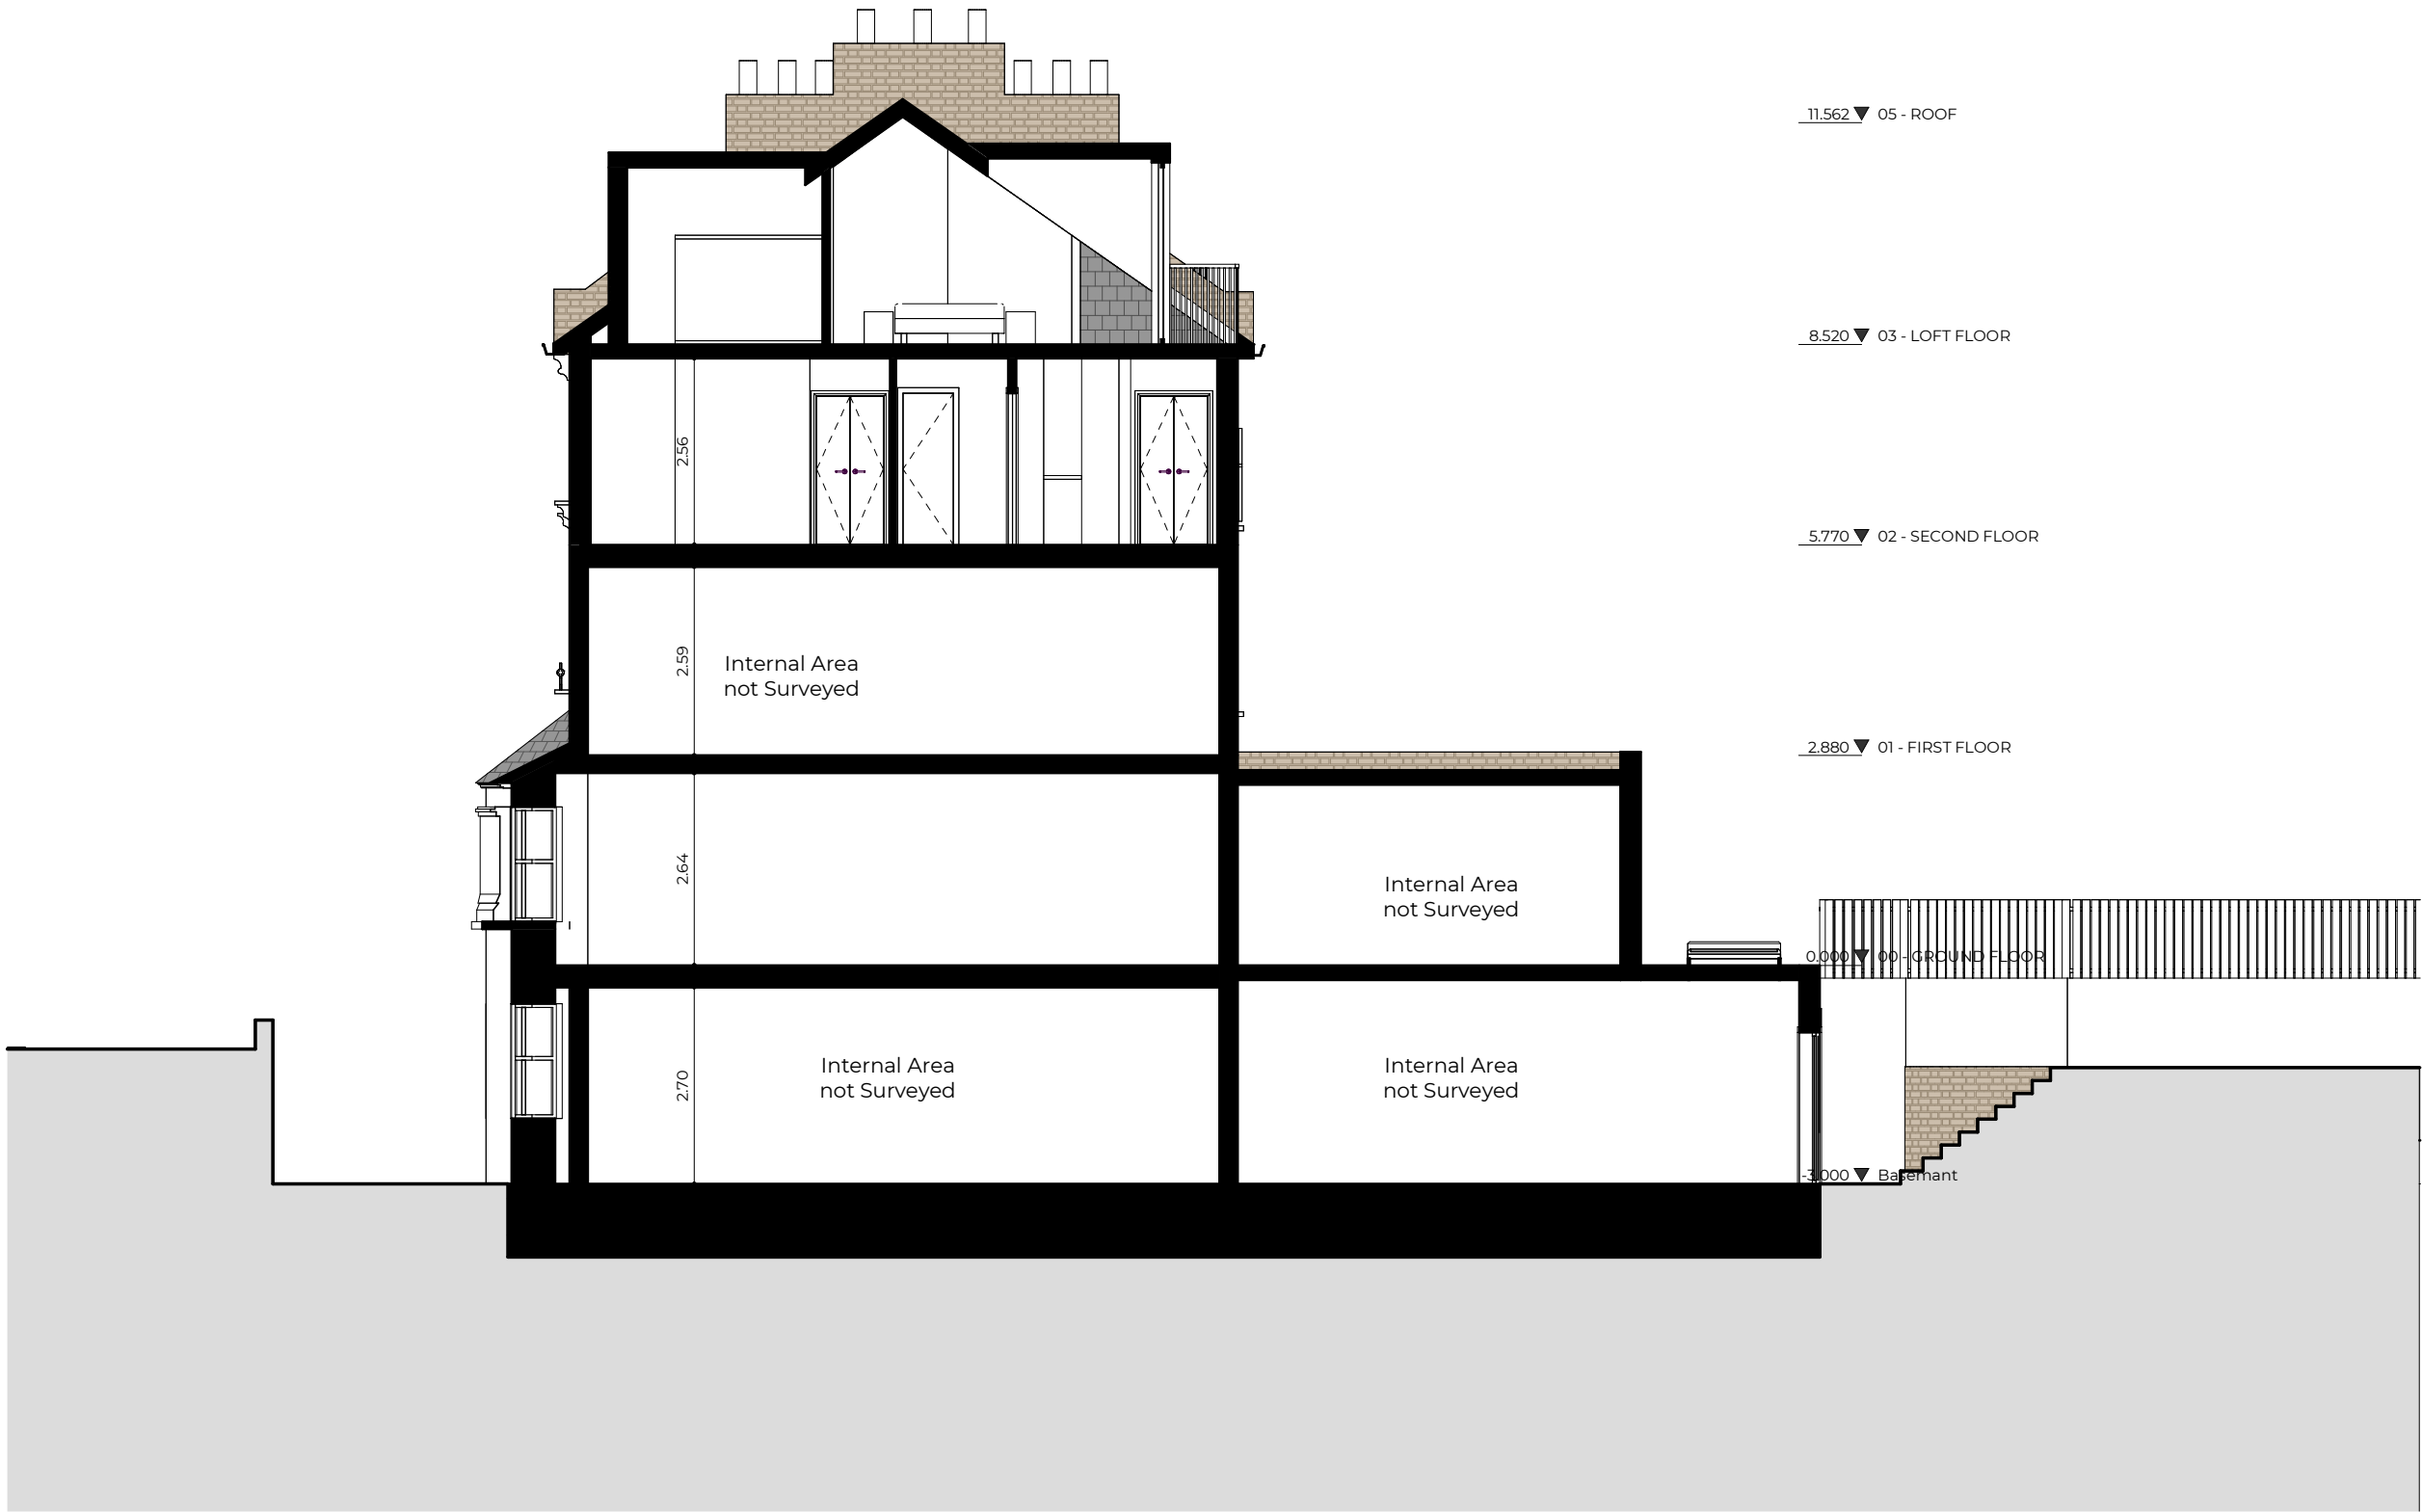 11.562 05 - ROOF
8.520 03 - LOFT FLOOR
2.56
5.770 02 - SECOND FLOOR
2.59
Internal Area
not Surveyed
2.880 01 - FIRST FLOOR
2.64
Internal Area
not Surveyed
0.000 00 - GROUND FLOOR
2.70
Internal Area
not Surveyed
Internal Area
not Surveyed
-3.000 Basemant